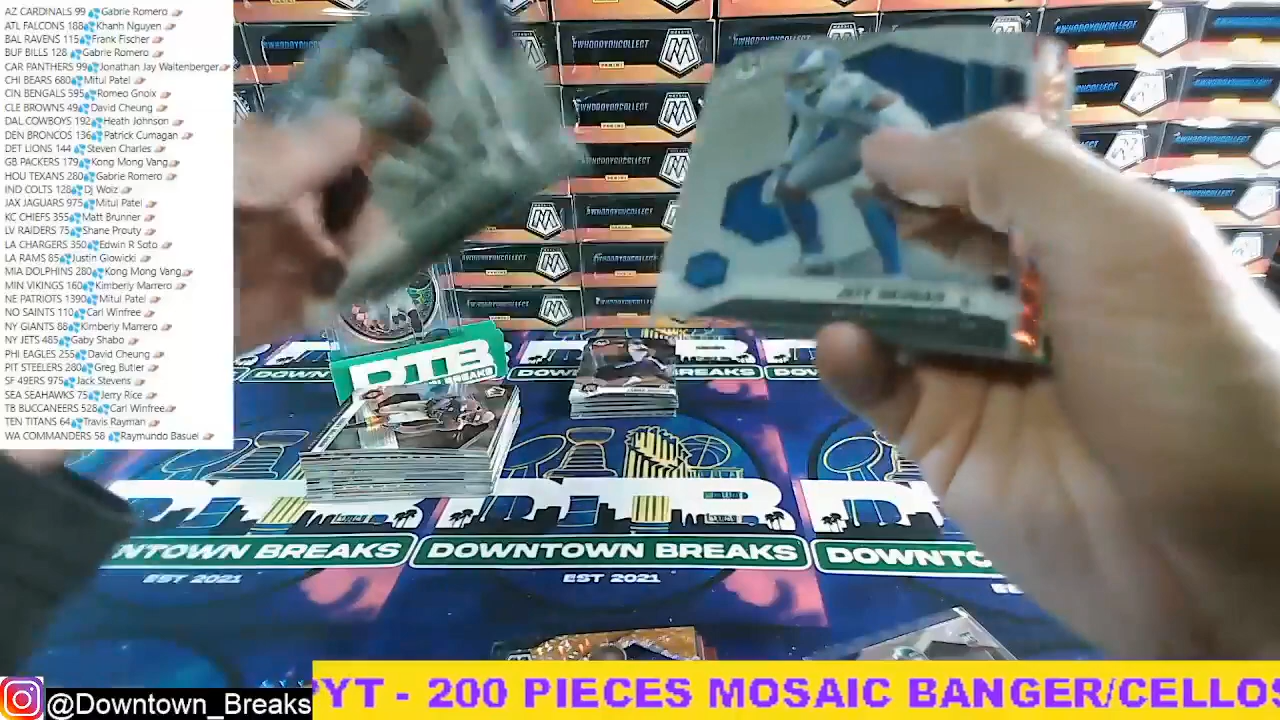 AZ CARDINALS 99💦Gabrie Romero
ATL FALCONS 188💦Khanh Nguyen
BAL RAVENS 115💦Frank Fischer
BUF BILLS 128 💦Gabrie Romero
CAR PANTHERS 99💦Jonathan Jay Waltenberger
CHI BEARS 680💦Mitul Patel
CIN BENGALS 595💦Romeo Gnoix
CLE BROWNS 49💦David Cheung
DAL COWBOYS 192💦Heath Johnson
DEN BRONCOS 136💦Patrick Cumagan
DET LIONS 144 💦Steven Charles
GB PACKERS 179💦Kong Mong Vang
HOU TEXANS 280💦Gabrie Romero
IND COLTS 128💦DJ Wolz
JAX JAGUARS 975💦Mitul Patel
KC CHIEFS 355💦Matt Brunner
LV RAIDERS 75💦Shane Prouty
LA CHARGERS 350💦Edwin R Soto
LA RAMS 85💦Justin Glowicki
MIA DOLPHINS 280💦Kong Mong Vang
MIN VIKINGS 160💦Kimberly Marrero
NE PATRIOTS 1390💦Mitul Patel
NO SAINTS 110💦Carl Winfree
NY GIANTS 88💦Kimberly Marrero
NY JETS 485💦Gaby Shabo
PHI EAGLES 255💦David Cheung
PIT STEELERS 280💦Greg Butler
SF 49ERS 975💦Jack Stevens
SEA SEAHAWKS 75💦Jerry Rice
TB BUCCANEERS 528💦Carl Winfree
TEN TITANS 64💦Travis Rayman
WA COMMANDERS 58 💦Raymundo Basuel
#WHODOYOUCOLLECT
PANINI
DTB
BREAKS
DTB
NTOWN BREAKS
EST 2021
DTB
DOWNTOWN BREAKS
EST 2021
DTB
DOWNTO
@Downtown_Breaks
PYT - 200 PIECES MOSAIC BANGER/CELLOS